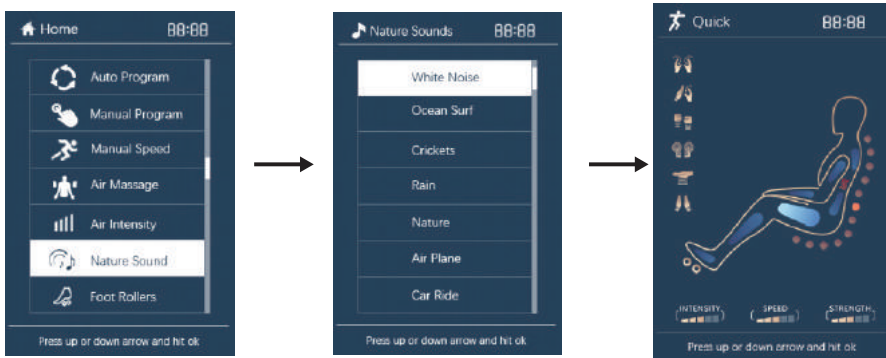 Home 88:88
Auto Program
Manual Program
Manual Speed
Air Massage
Air Intensity
Nature Sound
Foot Rollers
Press up or down arrow and hit ok
Nature Sounds 88:88
White Noise
Ocean Surf
Crickets
Rain
Nature
Air Plane
Car Ride
Press up or down arrow and hit ok
Quick 88:88
INTENSITY SPEED STRENGTH
Press up or down arrow and hit ok